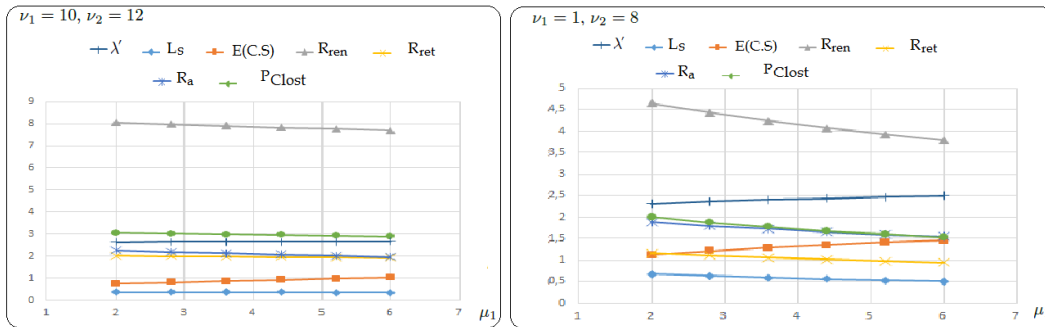 ν₁ = 10, ν₂ = 12
λ′ Lₛ E(C.S) Rᵣₑₙ Rᵣₑₜ
Rₐ P_Clost
9
8
7
6
5
4
3
2
1
0
1 2 3 4 5 6 7 μ₁
ν₁ = 1, ν₂ = 8
λ′ Lₛ E(C.S) Rᵣₑₙ Rᵣₑₜ
Rₐ P_Clost
5
4,5
4
3,5
3
2,5
2
1,5
1
0,5
0
1 2 3 4 5 6 7 μ